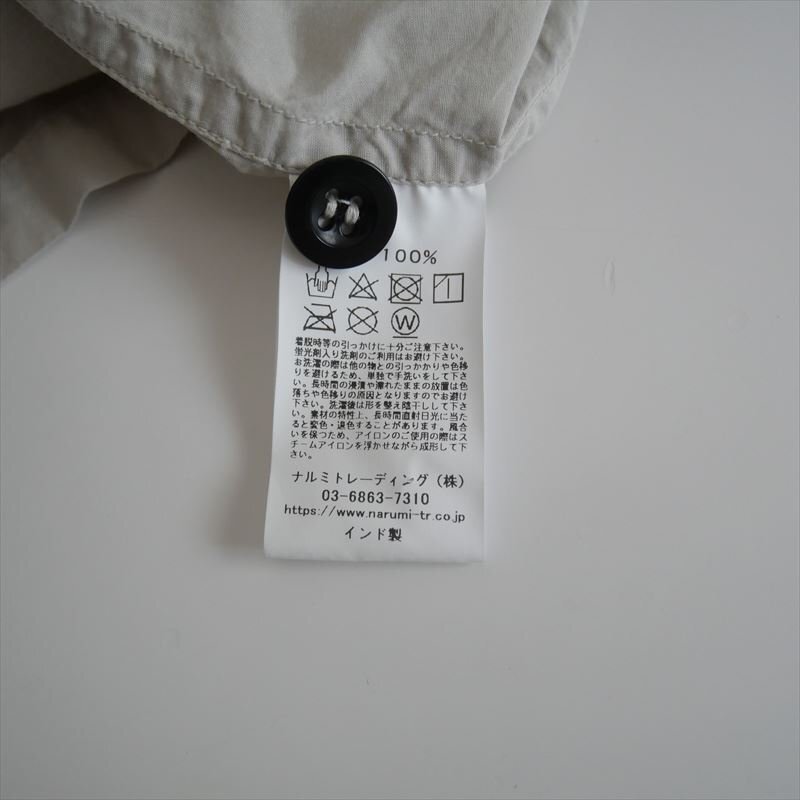 100%
W
着脱時等の引っかけに十分ご注意下さい。
蛍光剤入り洗剤のご利用はお避け下さい。
お洗濯の際は他の物との引っかかりや色移
りを避けるため、単独で手洗いをして下さ
い。長時間の浸漬や濡れたままの放置は色
落ちや色移りの原因となりますのでお避け
下さい。洗濯後は形を整え陰干しして下さ
い。素材の特性上、長時間直射日光に当た
ると変色・退色することがあります。風合
いを保つため、アイロンのご使用の際はス
チームアイロンを浮かせながら成形して下
さい。
ナルミトレーディング(株)
03-6863-7310
https://www.narumi-tr.co.jp
インド製